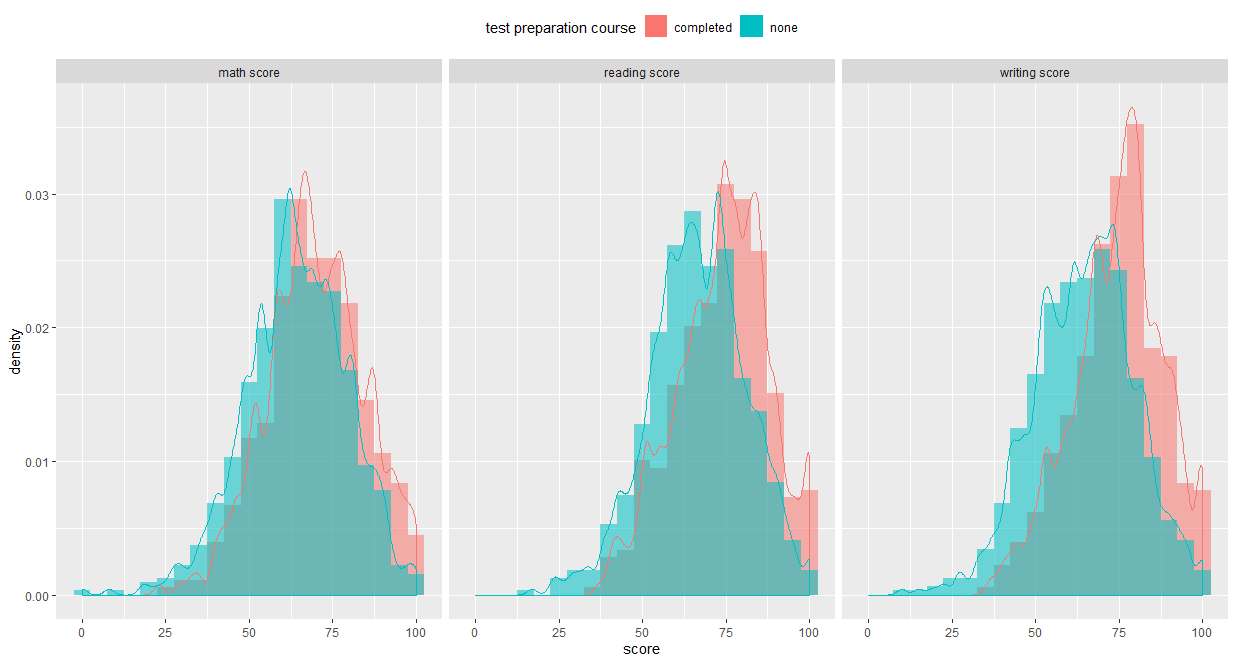 test preparation course completed none
math score reading score writing score
density
0.03
0.02
0.01
0.00
0 25 50 75 100 0 25 50 75 100 0 25 50 75 100
score